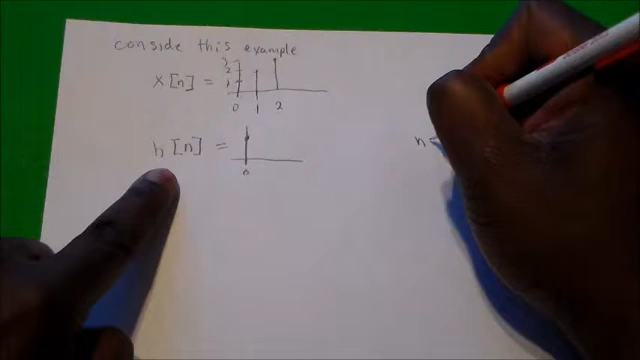 conside this example
x[n] =
3
2
1
0 1 2
h[n] =
0
n